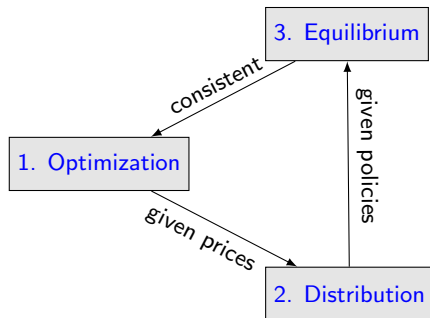 3. Equilibrium
consistent
given policies
1. Optimization
given prices
2. Distribution